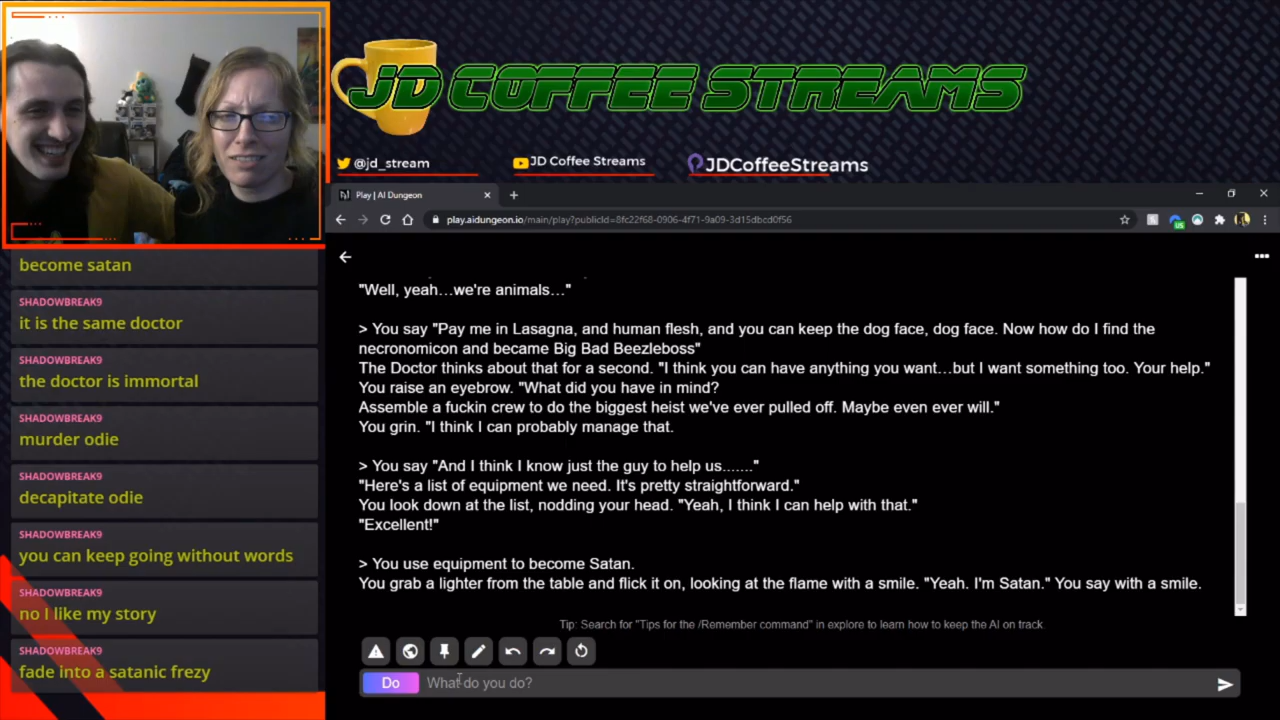 JD COFFEE STREAMS
@jd_stream
JD Coffee Streams
JDCoffeeStreams
Play | AI Dungeon
play.aidungeon.io/main/play?publicId=8fc22f68-0906-4f71-9a09-3d15dbcd0f56
become satan
SHADOWBREAK9
it is the same doctor
SHADOWBREAK9
the doctor is immortal
SHADOWBREAK9
murder odie
SHADOWBREAK9
decapitate odie
SHADOWBREAK9
you can keep going without words
SHADOWBREAK9
no I like my story
SHADOWBREAK9
fade into a satanic frezy
"Well, yeah…we're animals…"
> You say "Pay me in Lasagna, and human flesh, and you can keep the dog face, dog face. Now how do I find the
necronomicon and became Big Bad Beezleboss"
The Doctor thinks about that for a second. "I think you can have anything you want…but I want something too. Your help."
You raise an eyebrow. "What did you have in mind?
Assemble a fuckin crew to do the biggest heist we've ever pulled off. Maybe even ever will."
You grin. "I think I can probably manage that.
> You say "And I think I know just the guy to help us......."
"Here's a list of equipment we need. It's pretty straightforward."
You look down at the list, nodding your head. "Yeah, I think I can help with that."
"Excellent!"
> You use equipment to become Satan.
You grab a lighter from the table and flick it on, looking at the flame with a smile. "Yeah. I'm Satan." You say with a smile.
Tip: Search for "Tips for the /Remember command" in explore to learn how to keep the AI on track.
Do
What do you do?